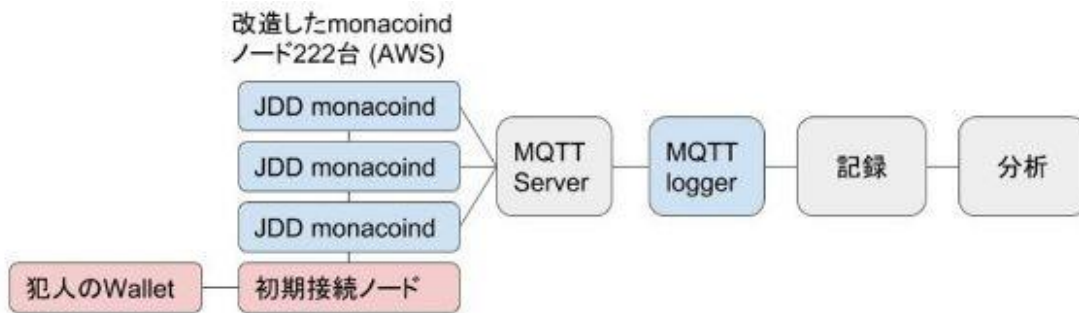 改造したmonacoind
ノード222台 (AWS)
JDD monacoind
JDD monacoind
JDD monacoind
MQTT
Server
MQTT
logger
記録
分析
犯人のWallet
初期接続ノード